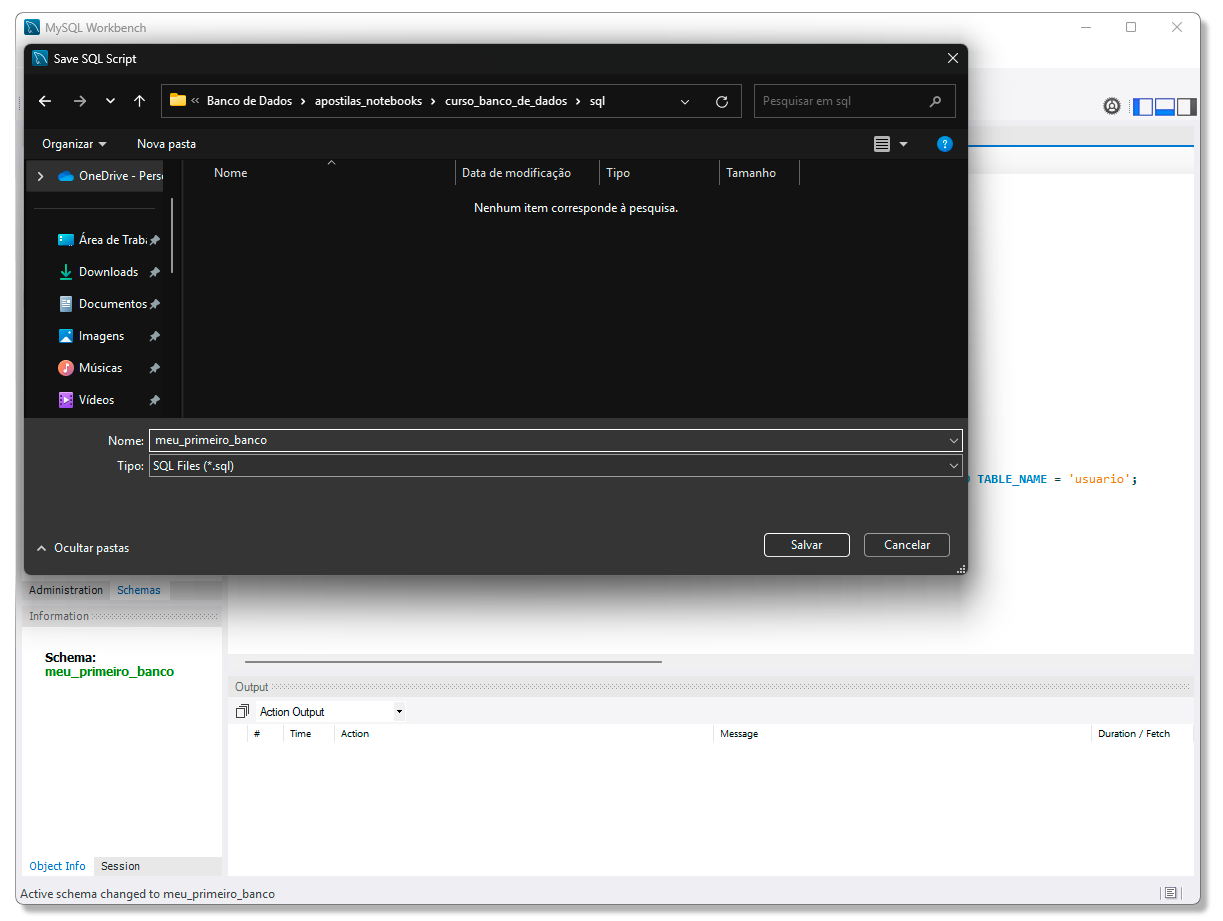 MySQL Workbench
Save SQL Script
« Banco de Dados › apostilas_notebooks › curso_banco_de_dados › sql
Pesquisar em sql
Organizar
Nova pasta
?
OneDrive - Pers
Nome
Data de modificação
Tipo
Tamanho
Nenhum item corresponde à pesquisa.
Área de Trab
Downloads
Documentos
Imagens
Músicas
Vídeos
Nome: meu_primeiro_banco
Tipo: SQL Files (*.sql)
TABLE_NAME = 'usuario';
Ocultar pastas
Salvar
Cancelar
Administration
Schemas
Information
Schema:
meu_primeiro_banco
Output
Action Output
#
Time
Action
Message
Duration / Fetch
Object Info
Session
Active schema changed to meu_primeiro_banco